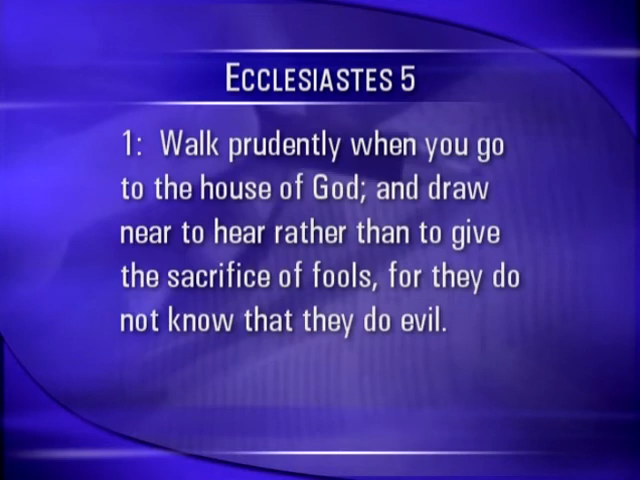 ECCLESIASTES 5
1: Walk prudently when you go
to the house of God; and draw
near to hear rather than to give
the sacrifice of fools, for they do
not know that they do evil.